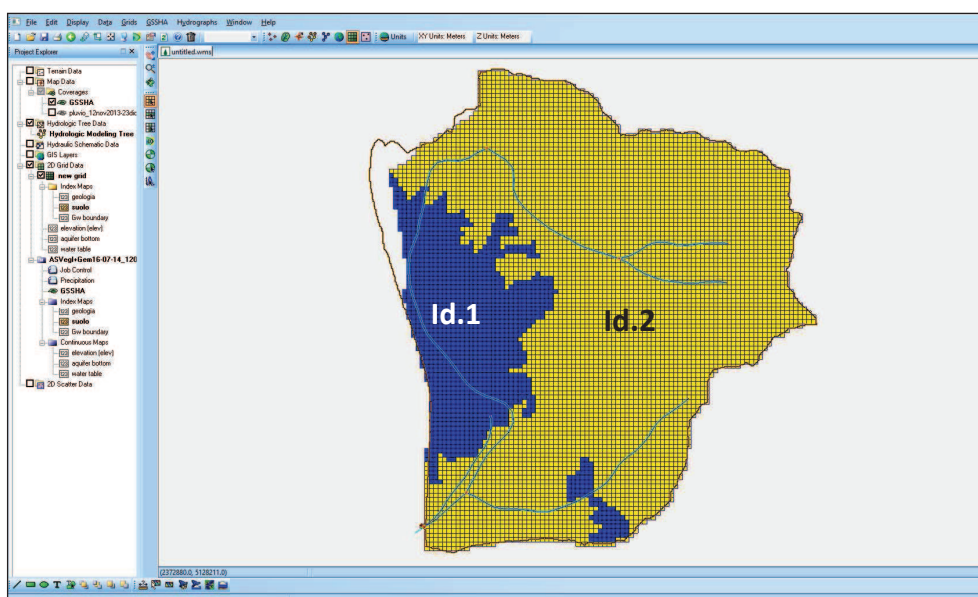 File Edit Display Data Grids GSSHA Hydrographs Window Help
Units XY Units: Meters Z Units: Meters
Project Explorer
untitled.wms
Terrain Data
Map Data
Coverages
GSSHA
pluvio_12nov2013-23dic
Hydrologic Tree Data
Hydrologic Modeling Tree
Hydraulic Schematic Data
GIS Layers
2D Grid Data
new grid
Index Maps
geologia
suolo
Gw boundary
elevation (elev)
aquifer bottom
water table
ASVegl+Gem16-07-14_120
Job Control
Precipitation
GSSHA
Index Maps
geologia
suolo
Gw boundary
Continuous Maps
elevation (elev)
aquifer bottom
water table
2D Scatter Data
Id.1
Id.2
(2372880.0, 5128211.0)